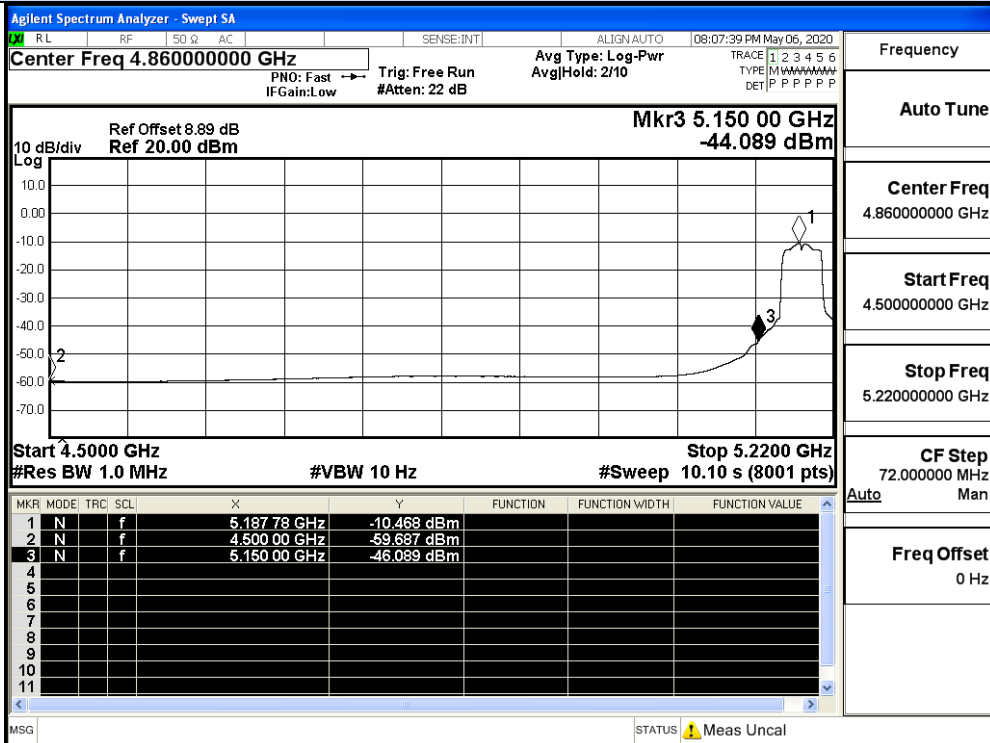 Agilent Spectrum Analyzer - Swept SA
LXI RL RF 50 Ω AC SENSE:INT ALIGN AUTO 08:07:39 PM May 06, 2020
Center Freq 4.860000000 GHz
PNO: Fast
IFGain:Low
Trig: Free Run
#Atten: 22 dB
Avg Type: Log-Pwr
Avg|Hold: 2/10
TRACE 1 2 3 4 5 6
TYPE M WWWWW
DET P P P P P P
Mkr3 5.150 00 GHz
-44.089 dBm
Ref Offset 8.89 dB
10 dB/div Ref 20.00 dBm
Log
10.0
0.00
-10.0
-20.0
-30.0
-40.0
-50.0
-60.0
-70.0
1
2
3
Start 4.5000 GHz Stop 5.2200 GHz
#Res BW 1.0 MHz #VBW 10 Hz #Sweep 10.10 s (8001 pts)
MKR MODE TRC SCL X Y FUNCTION FUNCTION WIDTH FUNCTION VALUE
1 N f 5.187 78 GHz -10.468 dBm
2 N f 4.500 00 GHz -59.687 dBm
3 N f 5.150 00 GHz -46.089 dBm
4
5
6
7
8
9
10
11
MSG STATUS Meas Uncal
Frequency
Auto Tune
Center Freq
4.860000000 GHz
Start Freq
4.500000000 GHz
Stop Freq
5.220000000 GHz
CF Step
72.000000 MHz
Auto Man
Freq Offset
0 Hz